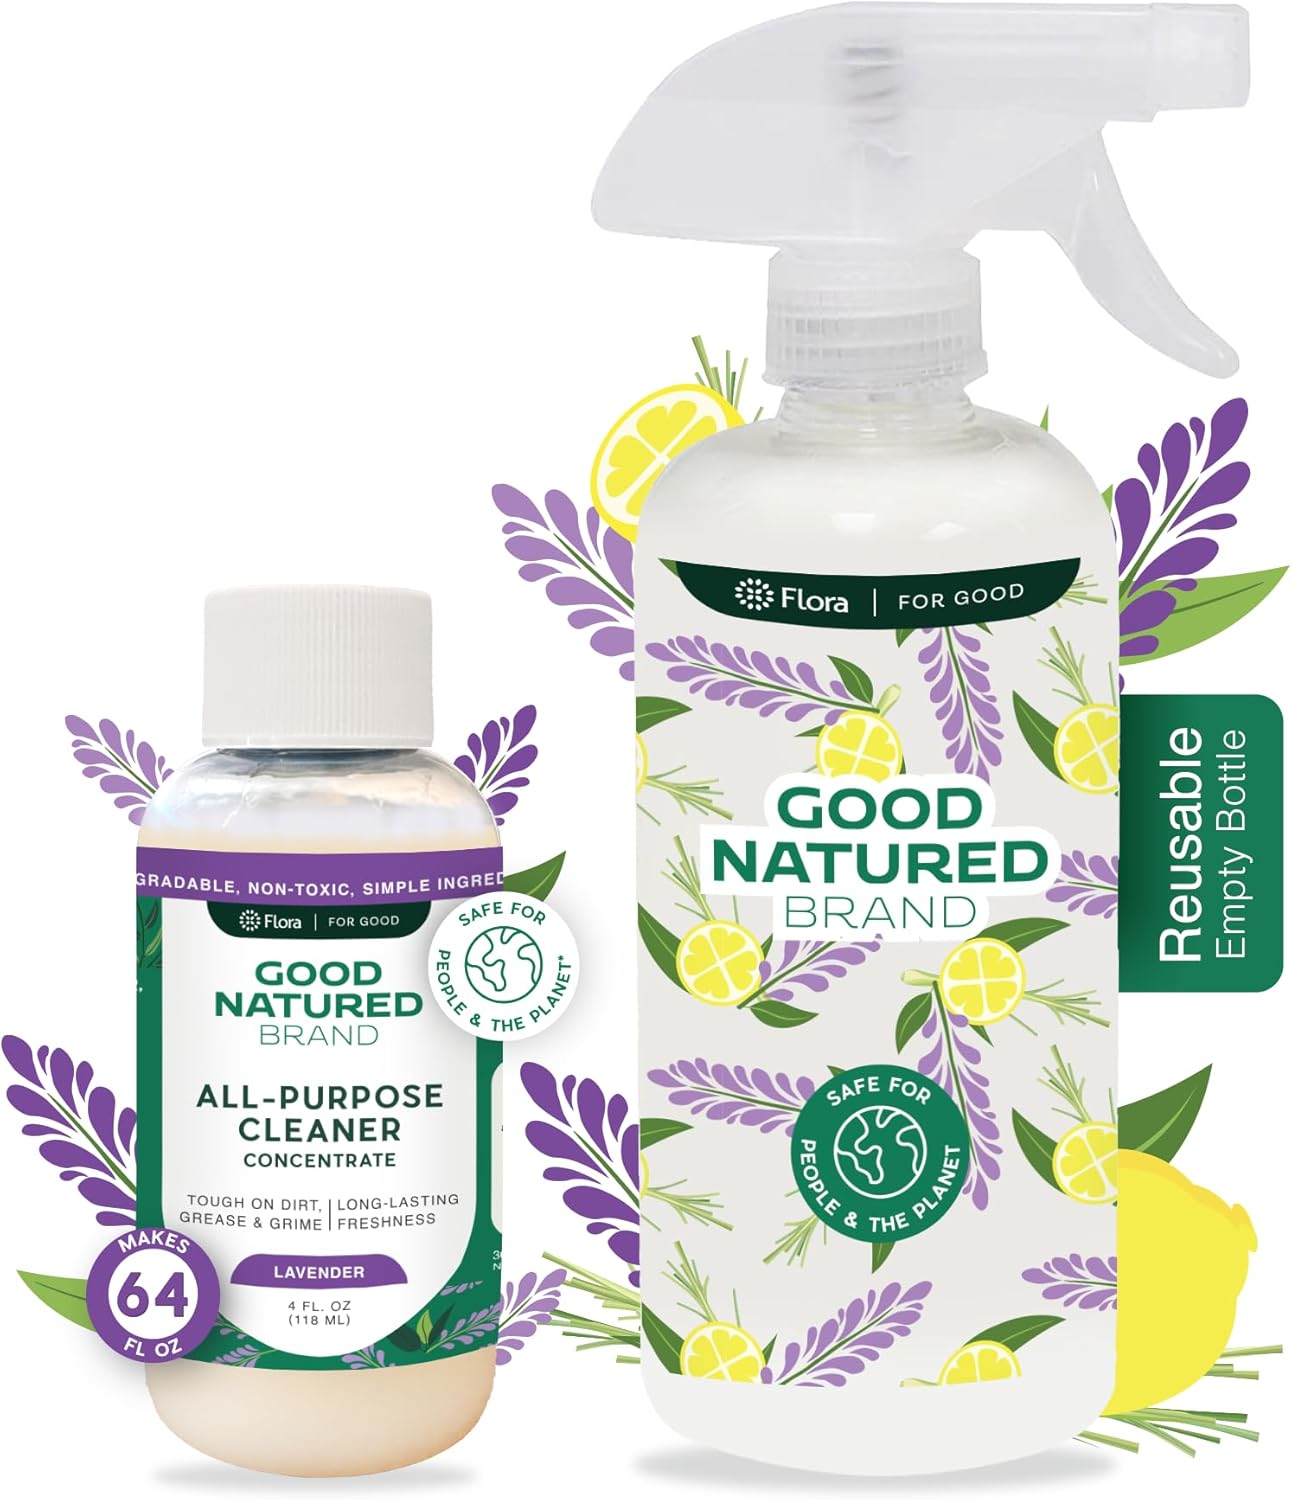 Flora | FOR GOOD
GOOD
NATURED
BRAND
SAFE FOR
PEOPLE & THE PLANET
Reusable
Empty Bottle
NON-TOXIC, SIMPLE
Flora | FOR GOOD
GOOD
NATURED
BRAND
SAFE FOR
PEOPLE & THE PLANET*
ALL-PURPOSE
CLEANER
CONCENTRATE
TOUGH ON DIRT,
GREASE & GRIME
LONG-LASTING
FRESHNESS
MAKES
64
FL OZ
LAVENDER
4 FL. OZ
(118 ML)